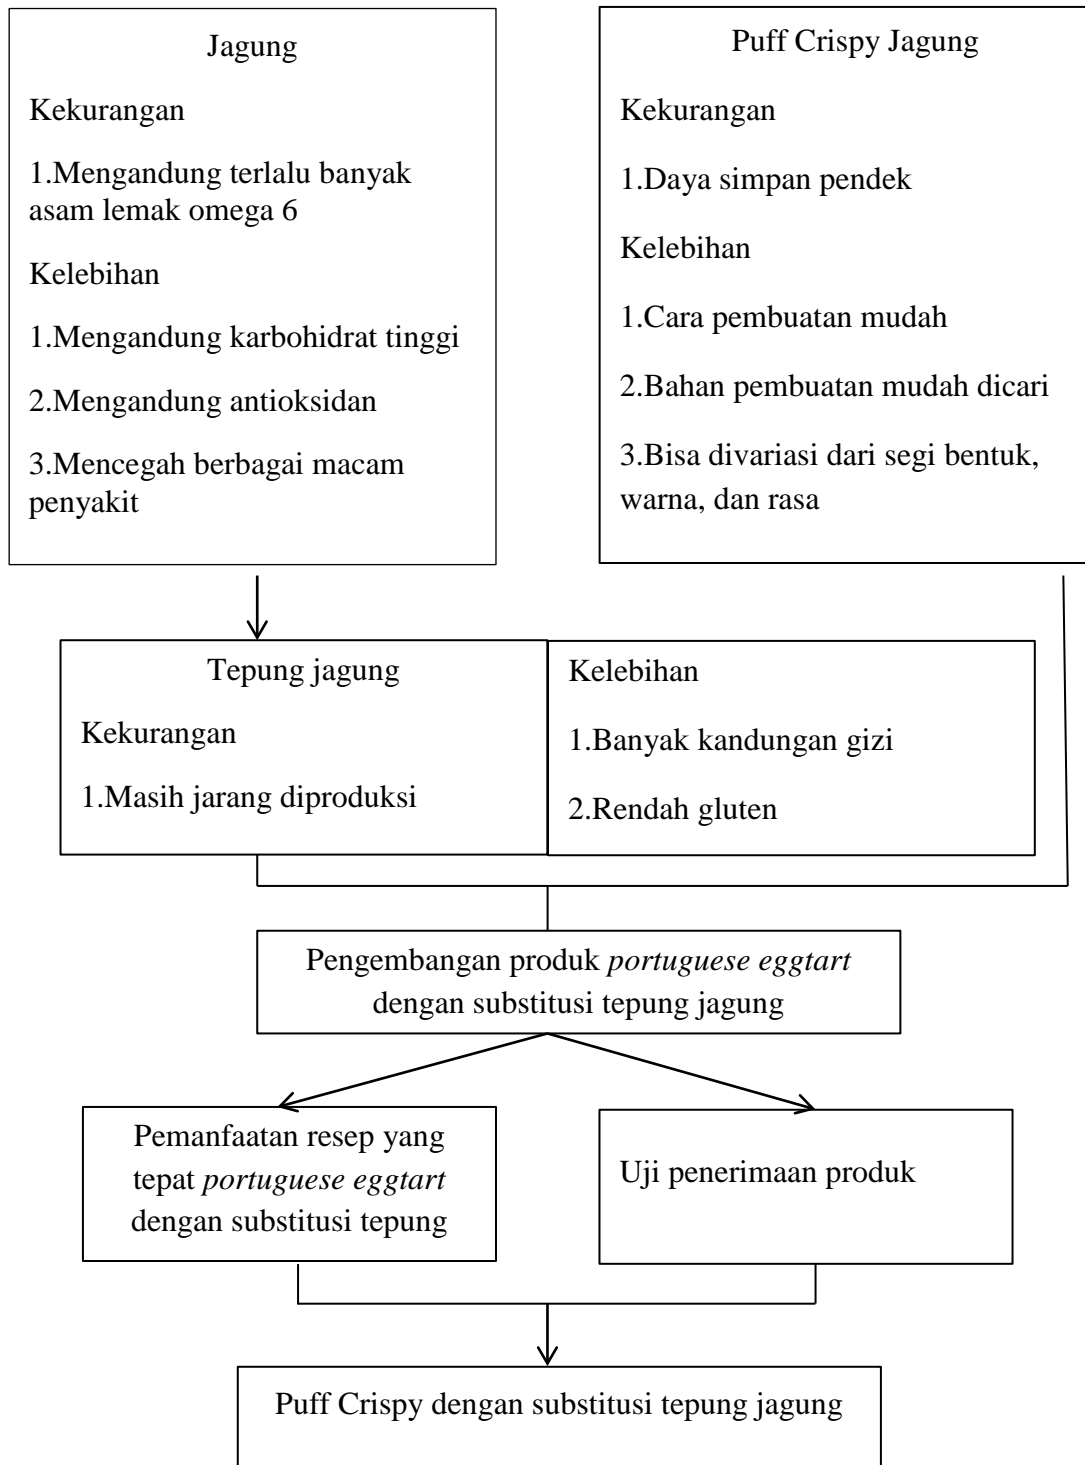 Jagung
Kekurangan
1.Mengandung terlalu banyak
asam lemak omega 6
Kelebihan
1.Mengandung karbohidrat tinggi
2.Mengandung antioksidan
3.Mencegah berbagai macam
penyakit
Puff Crispy Jagung
Kekurangan
1.Daya simpan pendek
Kelebihan
1.Cara pembuatan mudah
2.Bahan pembuatan mudah dicari
3.Bisa divariasi dari segi bentuk,
warna, dan rasa
Tepung jagung
Kekurangan
1.Masih jarang diproduksi
Kelebihan
1.Banyak kandungan gizi
2.Rendah gluten
Pengembangan produk portuguese eggtart
dengan substitusi tepung jagung
Pemanfaatan resep yang
tepat portuguese eggtart
dengan substitusi tepung
Uji penerimaan produk
Puff Crispy dengan substitusi tepung jagung